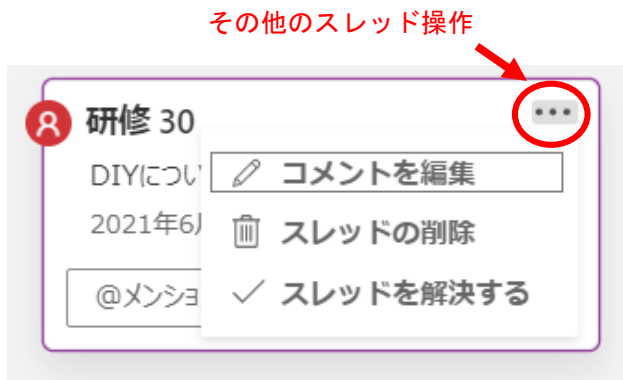 その他のスレッド操作
研修 30
DIYについ
2021年6月
@メンショ
コメントを編集
スレッドの削除
スレッドを解決する